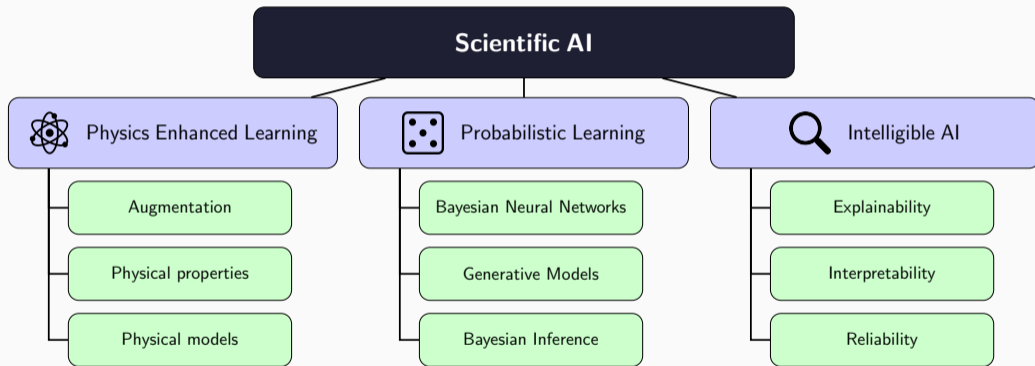 Scientific AI
Physics Enhanced Learning
Augmentation
Physical properties
Physical models
Probabilistic Learning
Bayesian Neural Networks
Generative Models
Bayesian Inference
Intelligible AI
Explainability
Interpretability
Reliability